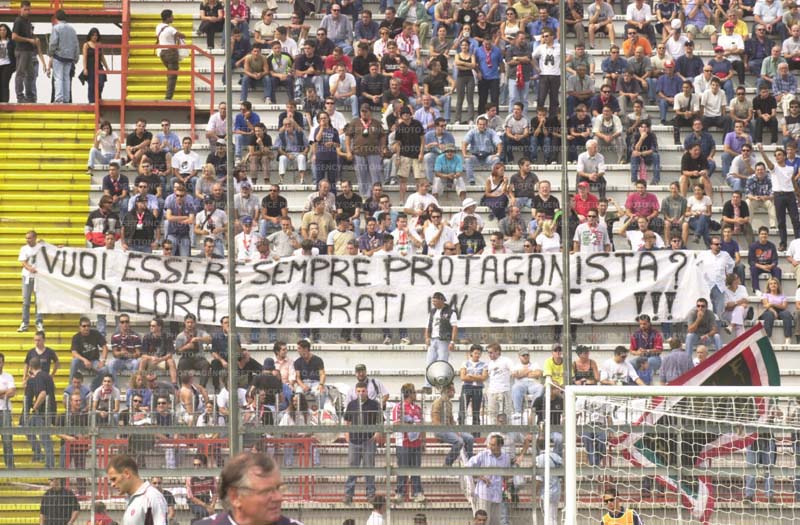 VUOI ESSERE SEMPRE PROTAGONISTA?
ALLORA COMPRATI UN CIRCO !!!